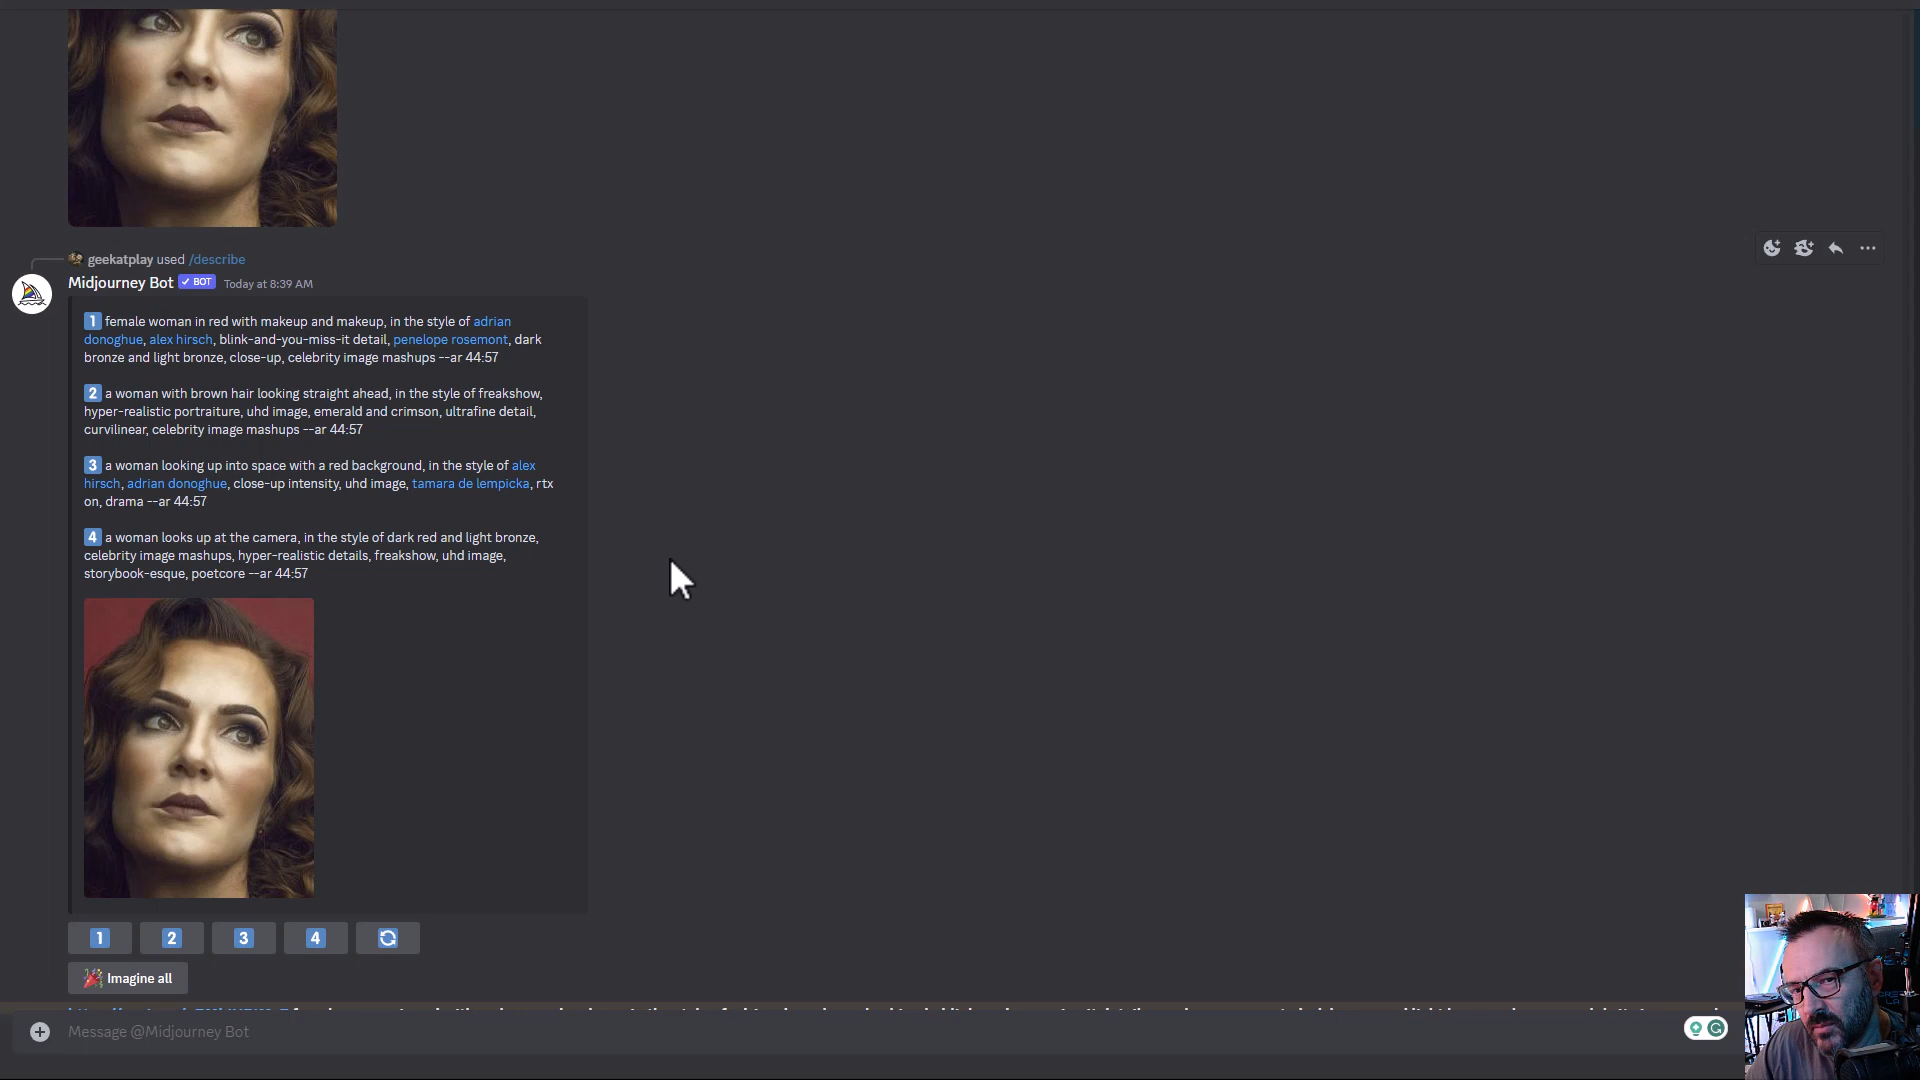 geekatplay used /describe
Midjourney Bot ✓ BOT Today at 8:39 AM
1 female woman in red with makeup and makeup, in the style of adrian
donoghue, alex hirsch, blink-and-you-miss-it detail, penelope rosemont, dark
bronze and light bronze, close-up, celebrity image mashups --ar 44:57
2 a woman with brown hair looking straight ahead, in the style of freakshow,
hyper-realistic portraiture, uhd image, emerald and crimson, ultrafine detail,
curvilinear, celebrity image mashups --ar 44:57
3 a woman looking up into space with a red background, in the style of alex
hirsch, adrian donoghue, close-up intensity, uhd image, tamara de lempicka, rtx
on, drama --ar 44:57
4 a woman looks up at the camera, in the style of dark red and light bronze,
celebrity image mashups, hyper-realistic details, freakshow, uhd image,
storybook-esque, poetcore --ar 44:57
1 2 3 4
Imagine all
Message @Midjourney Bot